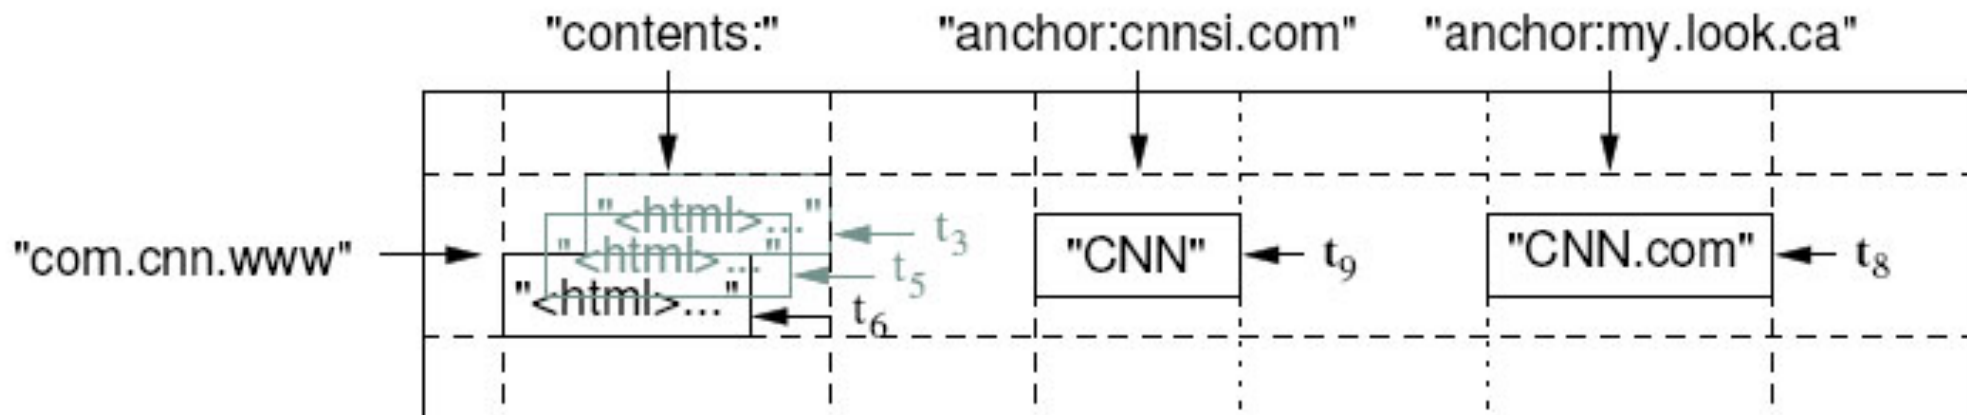 "contents:" "anchor:cnnsi.com" "anchor:my.look.ca"
"<html>..." t3
"com.cnn.www" "<html>..." t5 "CNN" t9 "CNN.com" t8
"<html>..." t6